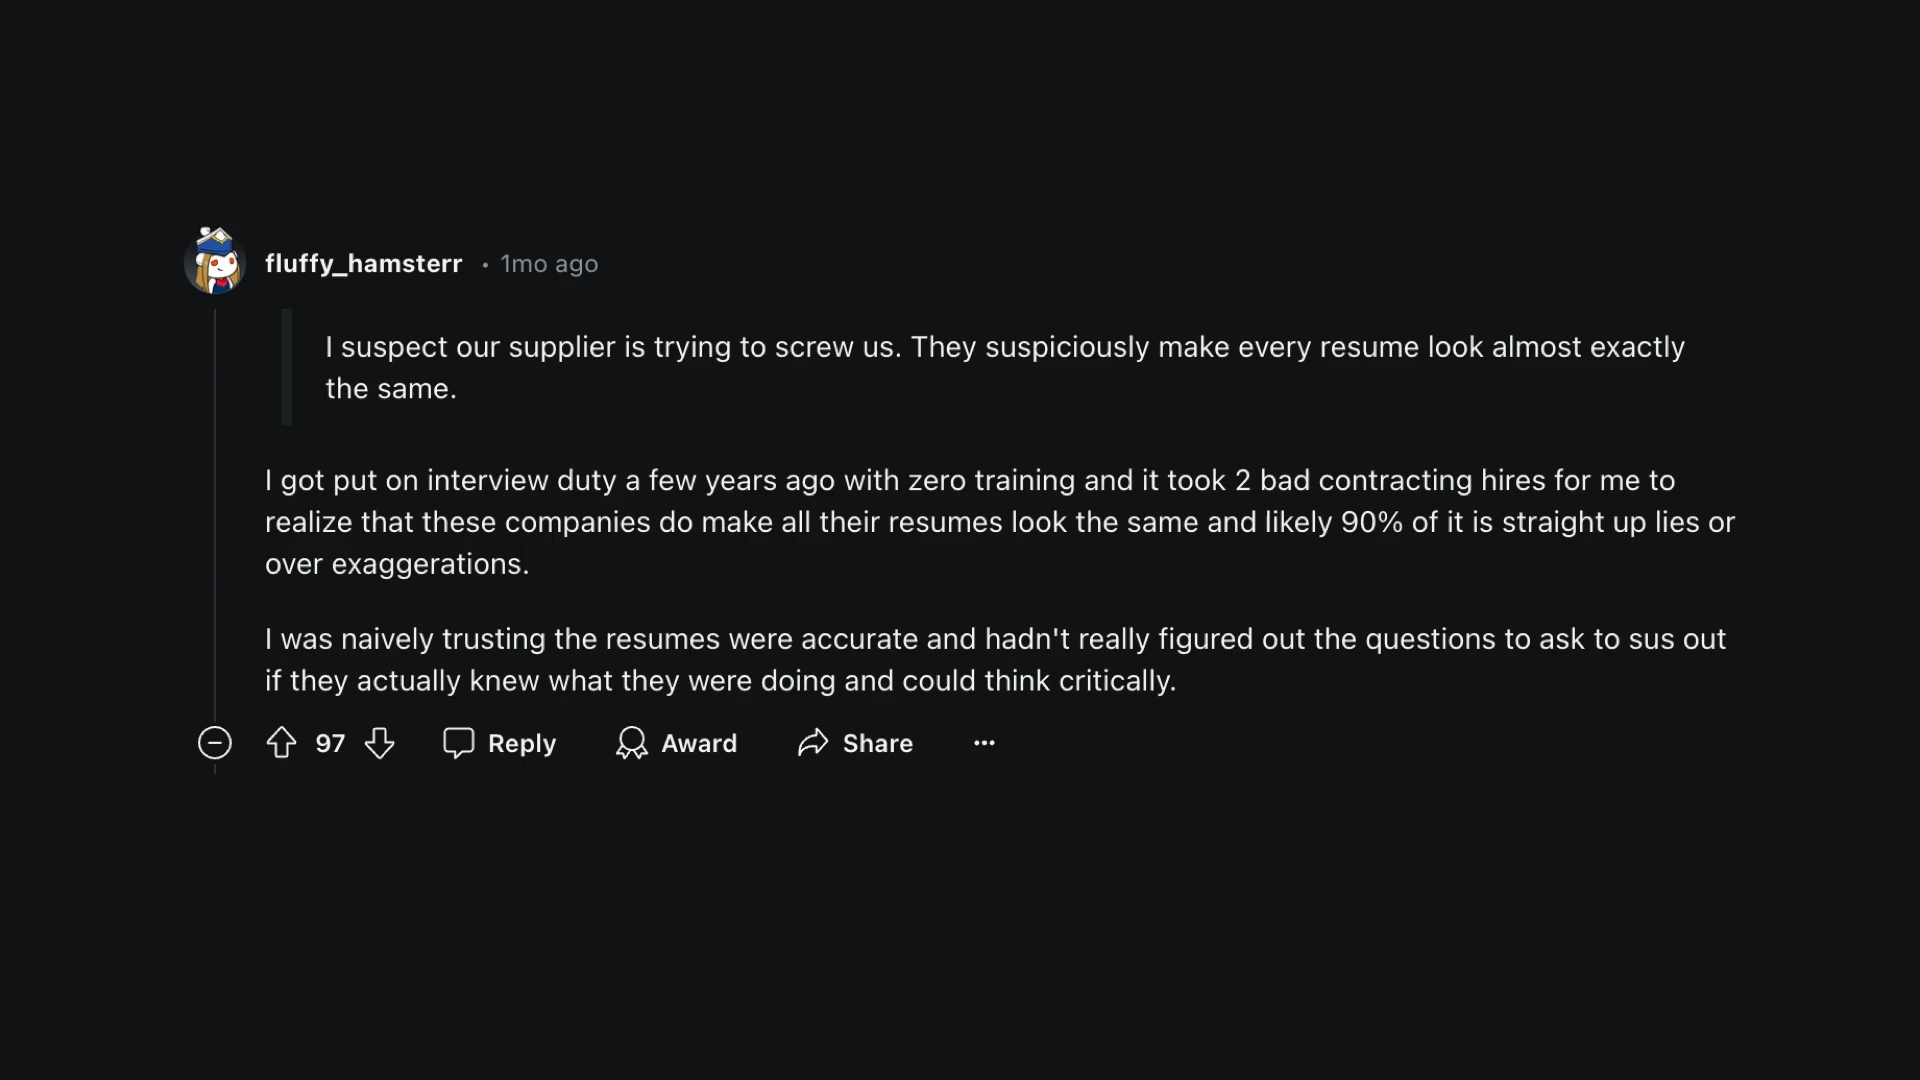 fluffy_hamsterr • 1mo ago
I suspect our supplier is trying to screw us. They suspiciously make every resume look almost exactly
the same.
I got put on interview duty a few years ago with zero training and it took 2 bad contracting hires for me to
realize that these companies do make all their resumes look the same and likely 90% of it is straight up lies or
over exaggerations.
I was naively trusting the resumes were accurate and hadn't really figured out the questions to ask to sus out
if they actually knew what they were doing and could think critically.
97 Reply Award Share ...